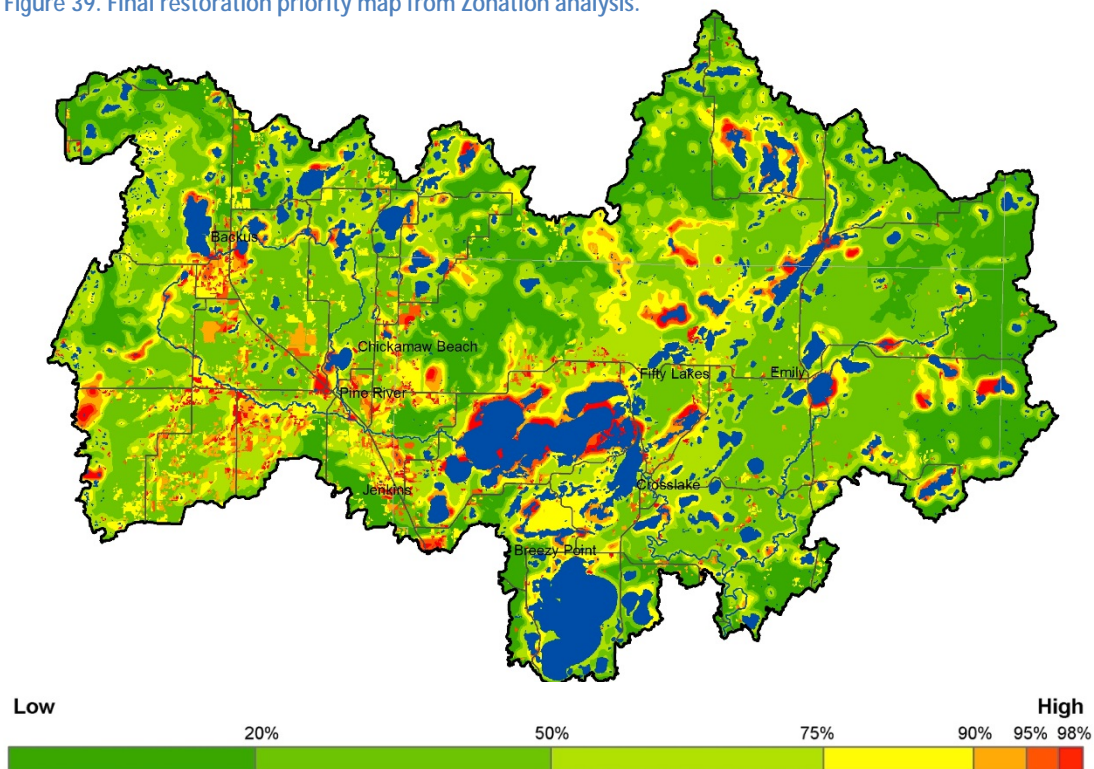 Figure 39. Final restoration priority map from Zonation analysis.
Backus
Chickamaw Beach
Fifty Lakes
Emily
Pine River
Crosslake
Jenkins
Breezy Point
Low High
20% 50% 75% 90% 95% 98%